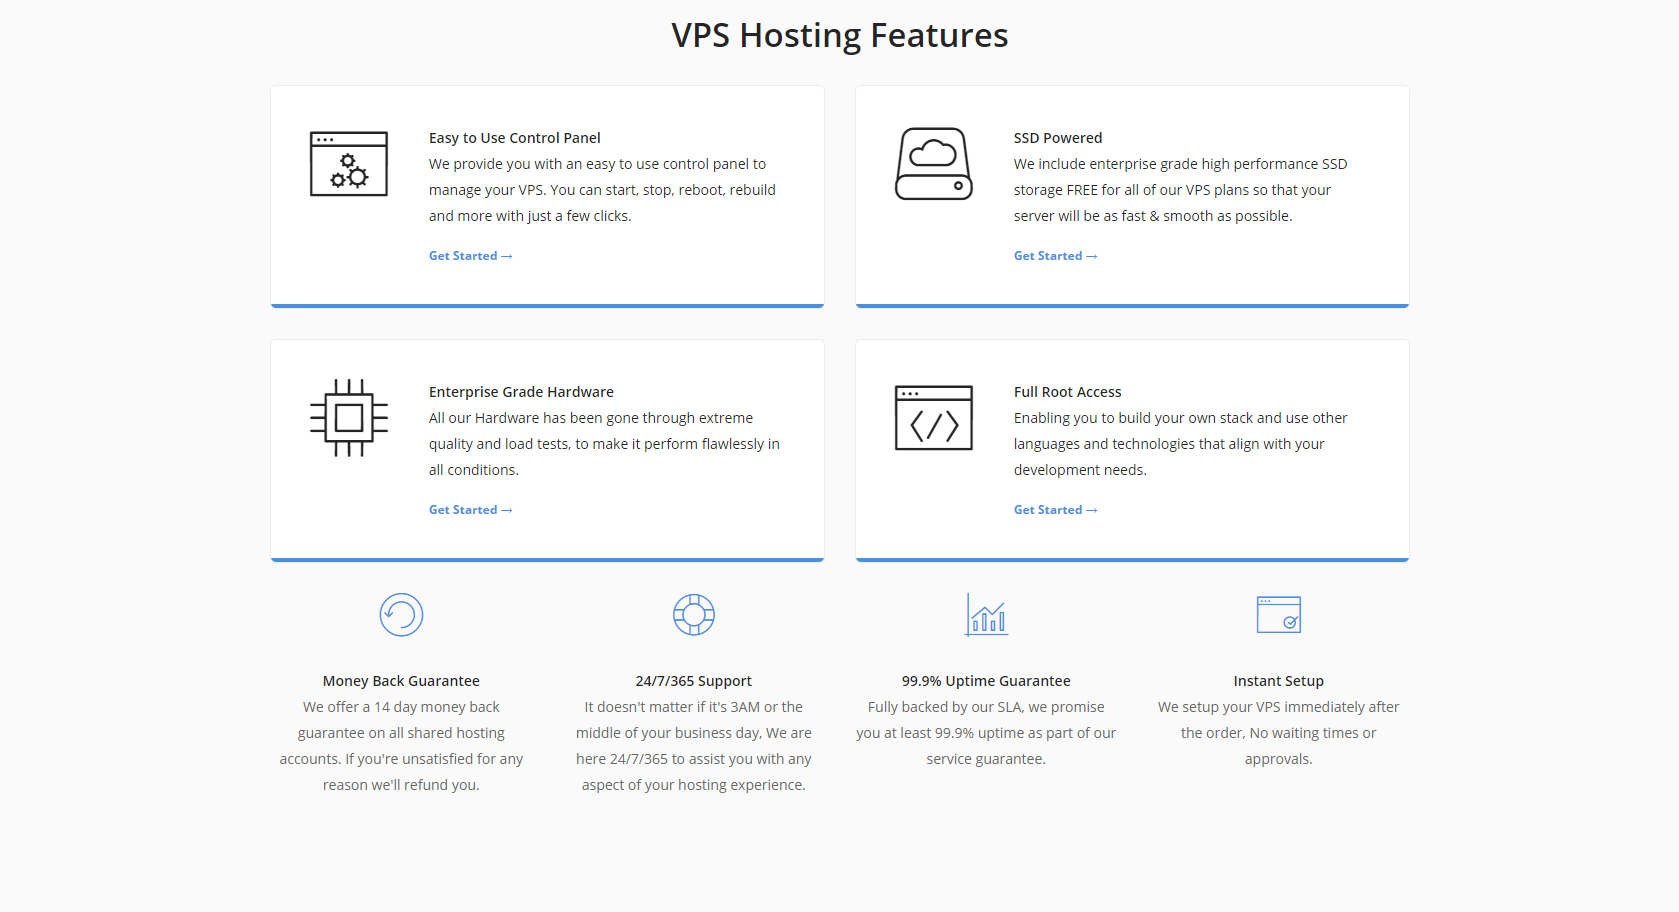 VPS Hosting Features
Easy to Use Control Panel
We provide you with an easy to use control panel to
manage your VPS. You can start, stop, reboot, rebuild
and more with just a few clicks.
Get Started →
SSD Powered
We include enterprise grade high performance SSD
storage FREE for all of our VPS plans so that your
server will be as fast & smooth as possible.
Get Started →
Enterprise Grade Hardware
All our Hardware has been gone through extreme
quality and load tests, to make it perform flawlessly in
all conditions.
Get Started →
Full Root Access
Enabling you to build your own stack and use other
languages and technologies that align with your
development needs.
Get Started →
Money Back Guarantee
We offer a 14 day money back
guarantee on all shared hosting
accounts. If you're unsatisfied for any
reason we'll refund you.
24/7/365 Support
It doesn't matter if it's 3AM or the
middle of your business day, We are
here 24/7/365 to assist you with any
aspect of your hosting experience.
99.9% Uptime Guarantee
Fully backed by our SLA, we promise
you at least 99.9% uptime as part of our
service guarantee.
Instant Setup
We setup your VPS immediately after
the order, No waiting times or
approvals.